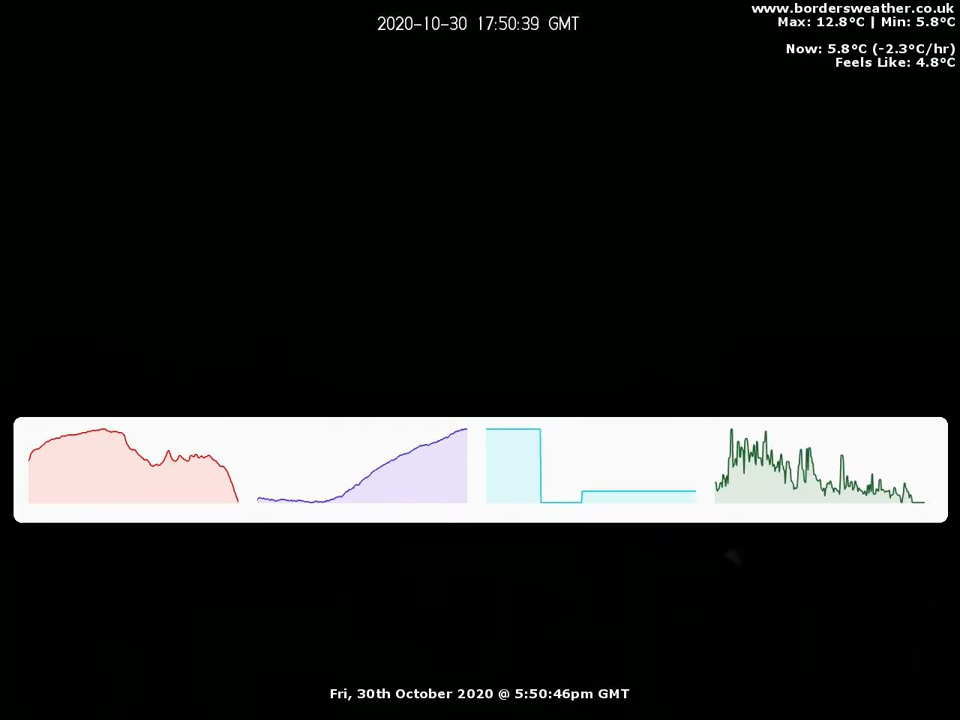 www.bordersweather.co.uk
2020-10-30 17:50:39 GMT
Max: 12.8°C | Min: 5.8°C
Now: 5.8°C (-2.3°C/hr)
Feels Like: 4.8°C
Fri, 30th October 2020 @ 5:50:46pm GMT